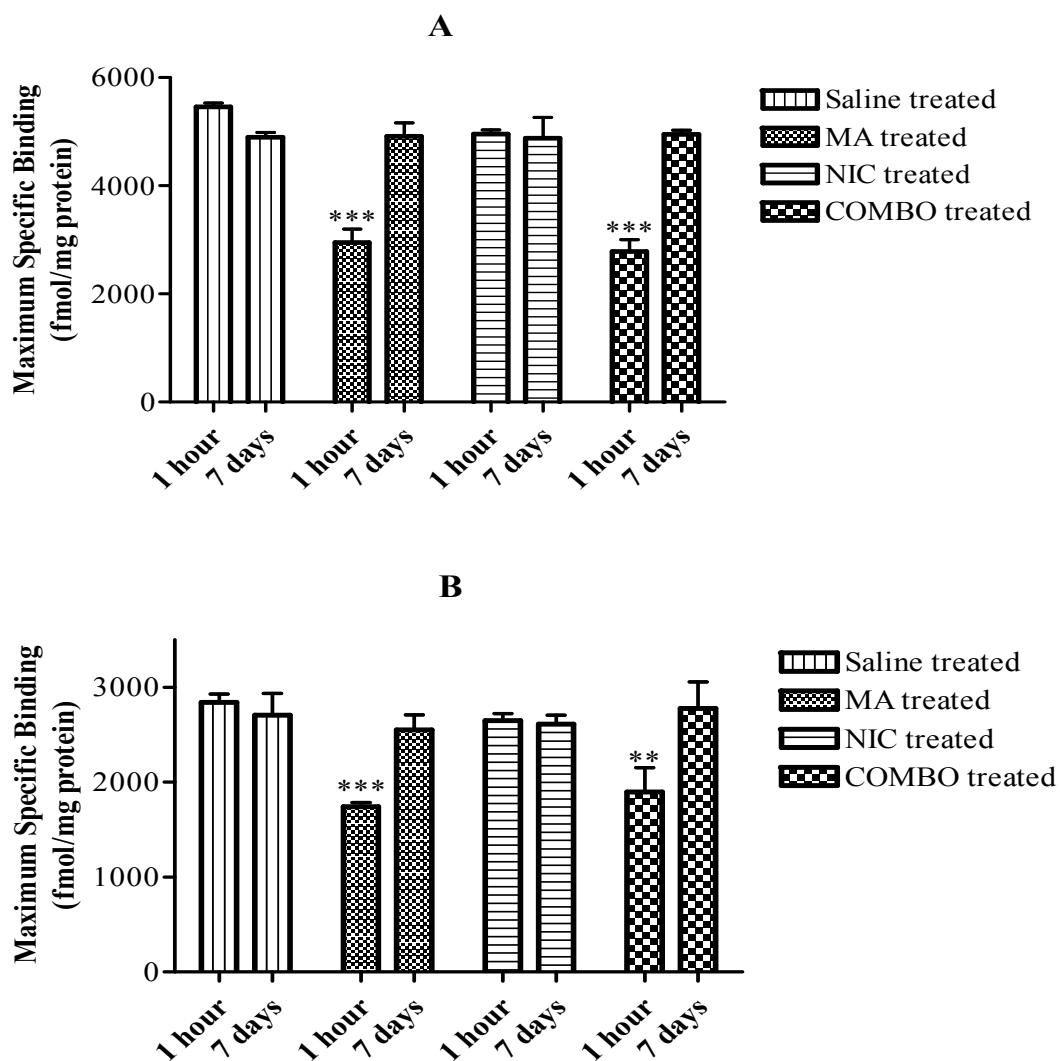 A
Maximum Specific Binding
(fmol/mg protein)
6000
4000
2000
0
***
***
1 hour
7 days
1 hour
7 days
1 hour
7 days
1 hour
7 days
Saline treated
MA treated
NIC treated
COMBO treated
B
Maximum Specific Binding
(fmol/mg protein)
3000
2000
1000
0
***
**
1 hour
7 days
1 hour
7 days
1 hour
7 days
1 hour
7 days
Saline treated
MA treated
NIC treated
COMBO treated